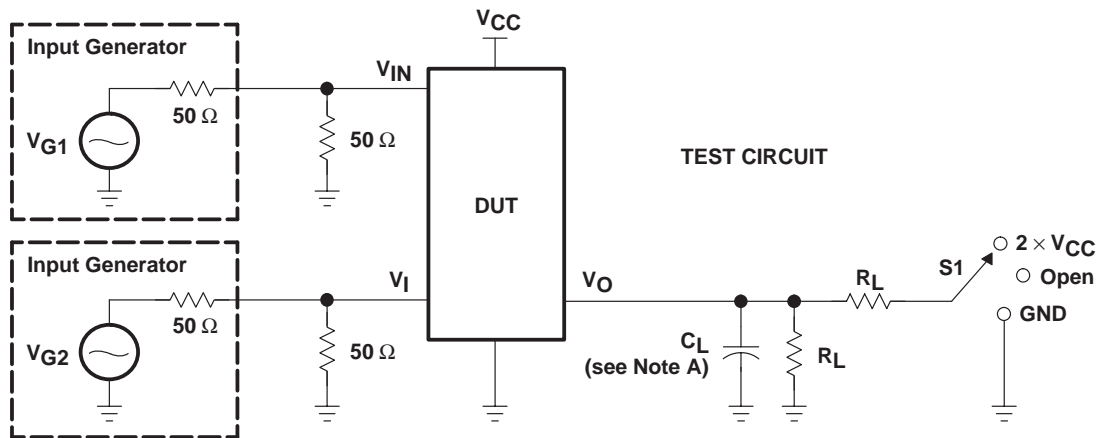 Input Generator
VG1
50 Ω
50 Ω
VIN
VCC
DUT
TEST CIRCUIT
Input Generator
VG2
50 Ω
50 Ω
VI
VO
CL
(see Note A)
RL
RL
S1
2 × VCC
Open
GND